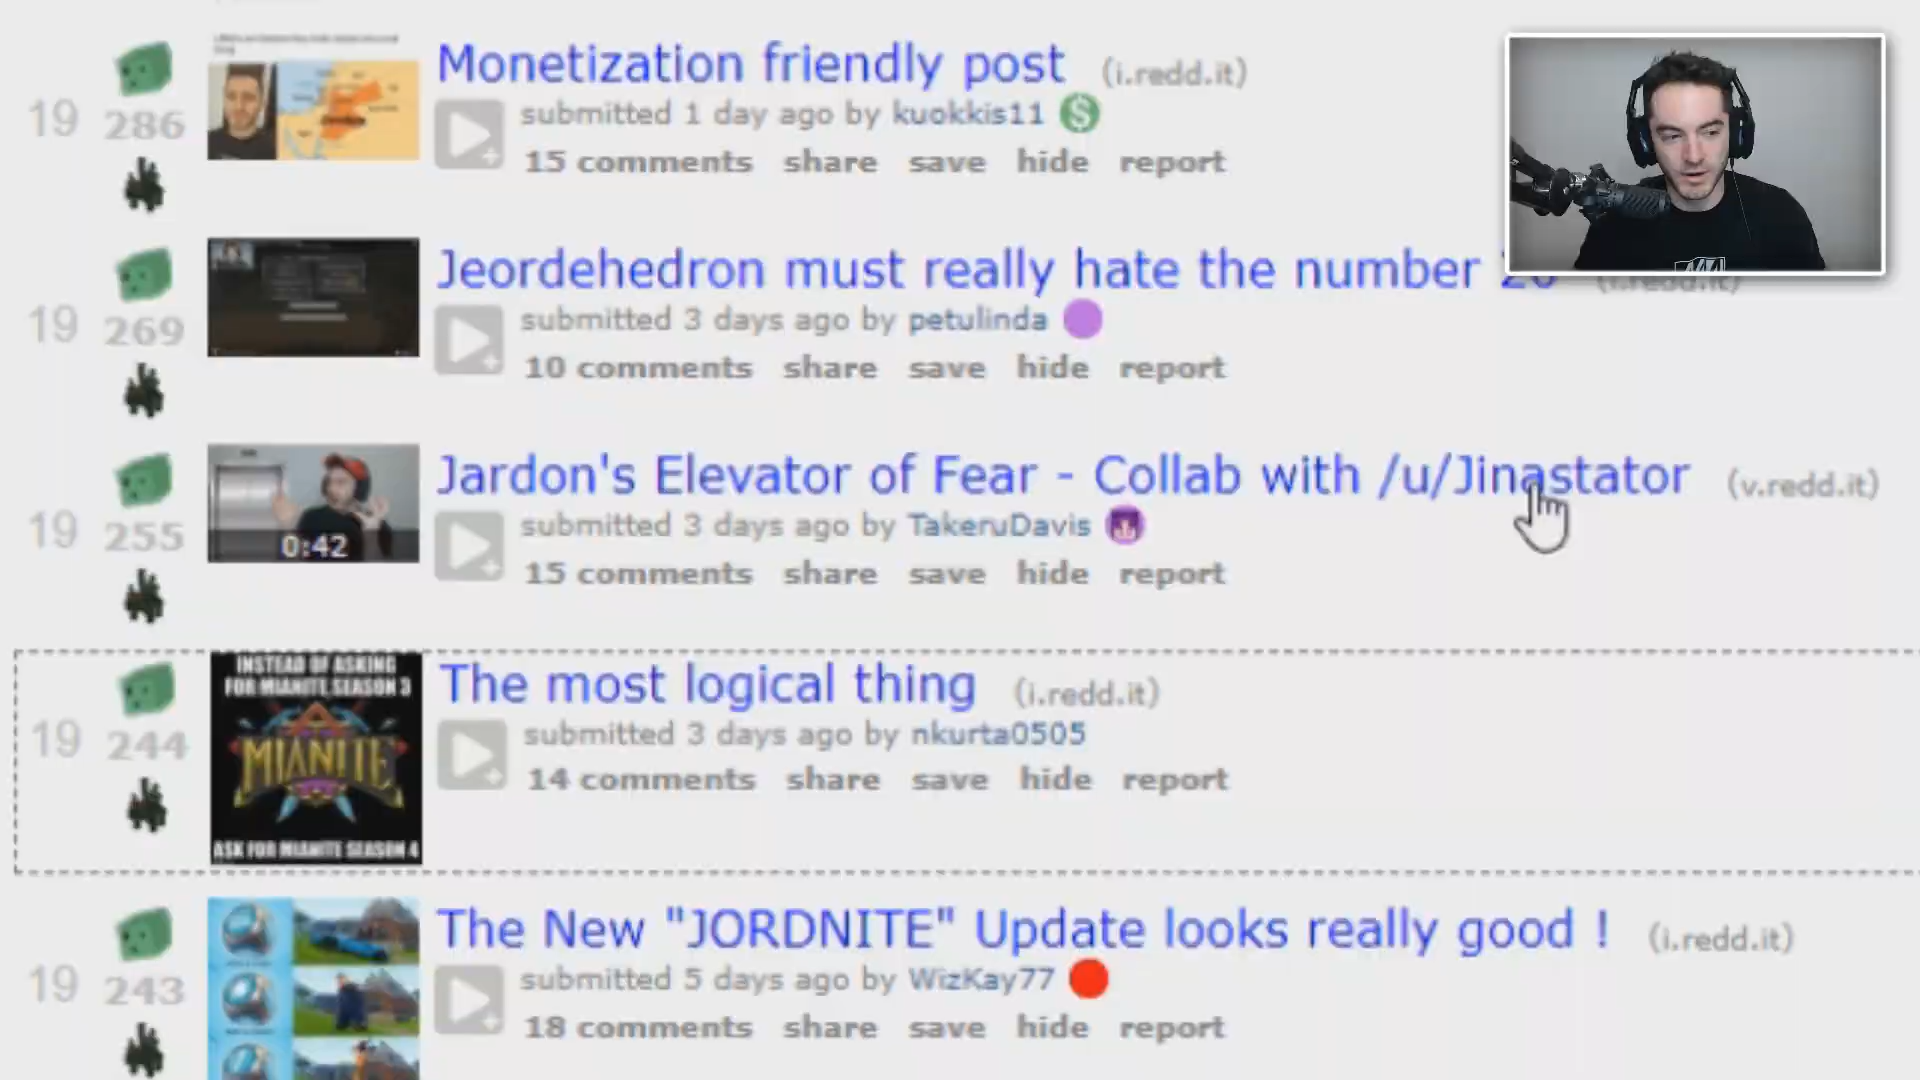 Monetization friendly post (i.redd.it)
19 286
submitted 1 day ago by kuokkis11
15 comments share save hide report
Jeordehedron must really hate the number 20 (i.redd.it)
19 269
submitted 3 days ago by petulinda
10 comments share save hide report
Jardon's Elevator of Fear - Collab with /u/Jinastator (v.redd.it)
19 255
submitted 3 days ago by TakeruDavis
0:42
15 comments share save hide report
INSTEAD OF ASKING
FOR MIANITE SEASON 3
MIANITE
ASK FOR MIANITE SEASON 4
The most logical thing (i.redd.it)
19 244
submitted 3 days ago by nkurta0505
14 comments share save hide report
The New "JORDNITE" Update looks really good ! (i.redd.it)
19 243
submitted 5 days ago by WizKay77
18 comments share save hide report